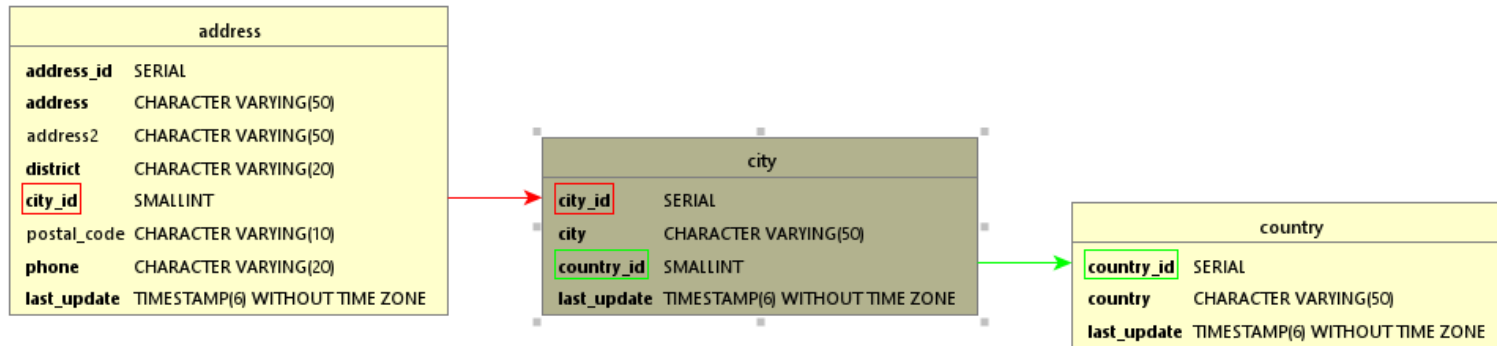 address
address_id SERIAL
address CHARACTER VARYING(50)
address2 CHARACTER VARYING(50)
district CHARACTER VARYING(20)
city_id SMALLINT
postal_code CHARACTER VARYING(10)
phone CHARACTER VARYING(20)
last_update TIMESTAMP(6) WITHOUT TIME ZONE
city
city_id SERIAL
city CHARACTER VARYING(50)
country_id SMALLINT
last_update TIMESTAMP(6) WITHOUT TIME ZONE
country
country_id SERIAL
country CHARACTER VARYING(50)
last_update TIMESTAMP(6) WITHOUT TIME ZONE